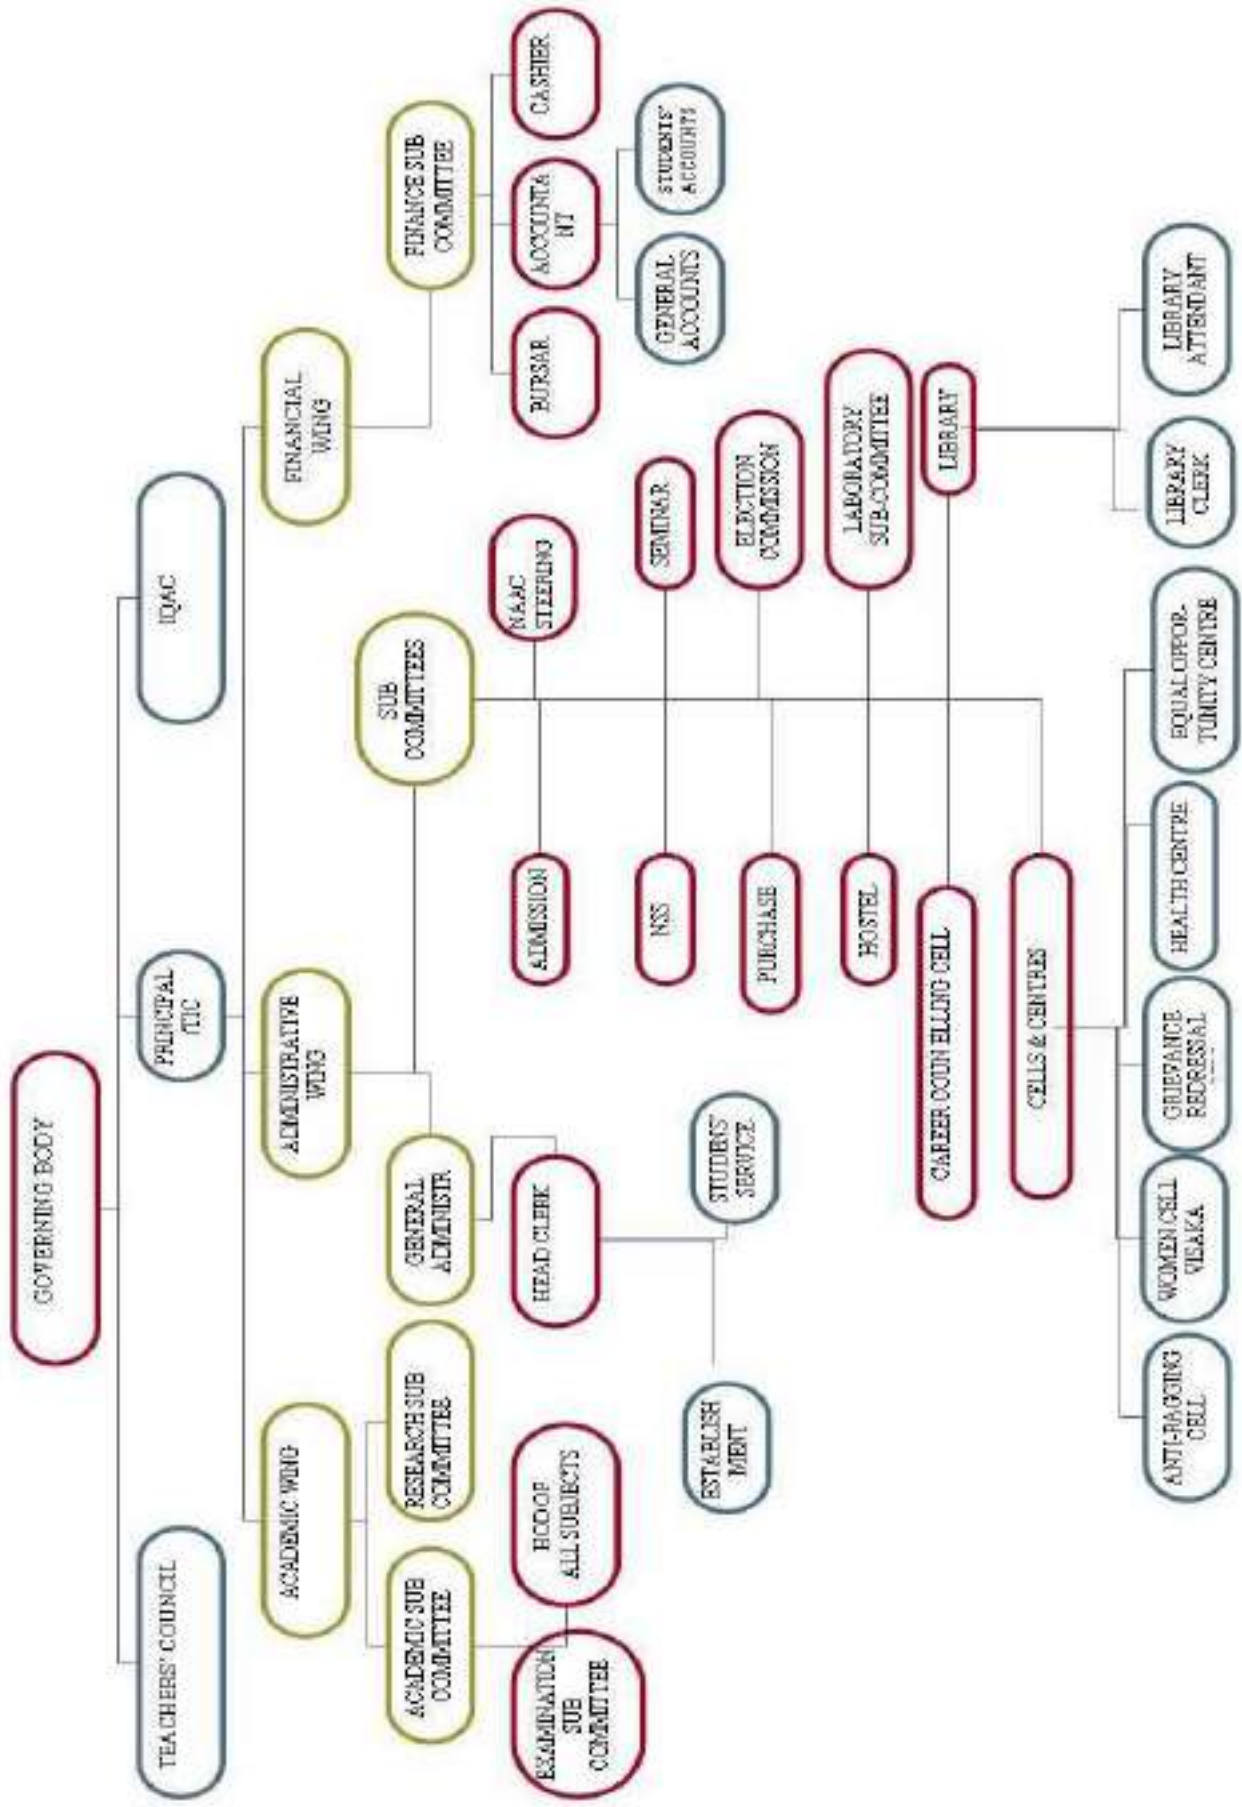 GOVERNING BODY
TEACHERS' COUNCIL
PRINCIPAL
/TIC
IQAC
ACADEMIC WING
ADMINISTRATIVE
WING
FINANCIAL
WING
ACADEMIC SUB
COMMITTEE
RESEARCH SUB
COMMITTEE
GENERAL
ADMINISTR
SUB
COMMITTEES
FINANCE SUB
COMMITTEE
EXAMINATION
SUB
COMMITTEE
HOD OF
ALL SUBJECTS
HEAD CLERK
ADMISSION
NAAC
STEERING
BURSAR
ACCOUNTA
NT
CASHIER
ESTABLISH
MENT
STUDENS'
SERVICE
NSS
SEMINAR
GENERAL
ACCOUNTS
STUDENTS'
ACCOUNTS
PURCHASE
ELECTION
COMMISSION
HOSTEL
LABORATORY
SUB-COMMITTEE
CAREER COUN ELLING CELL
LIBRARY
CELLS & CENTRES
ANTI-RAGGING
CELL
WOMEN CELL
VISAKA
GRIEVANCE
REDRESSAL
HEALTH CENTRE
EQUAL OPPOR-
TUNITY CENTRE
LIBRARY
CLERK
LIBRARY
ATTENDANT